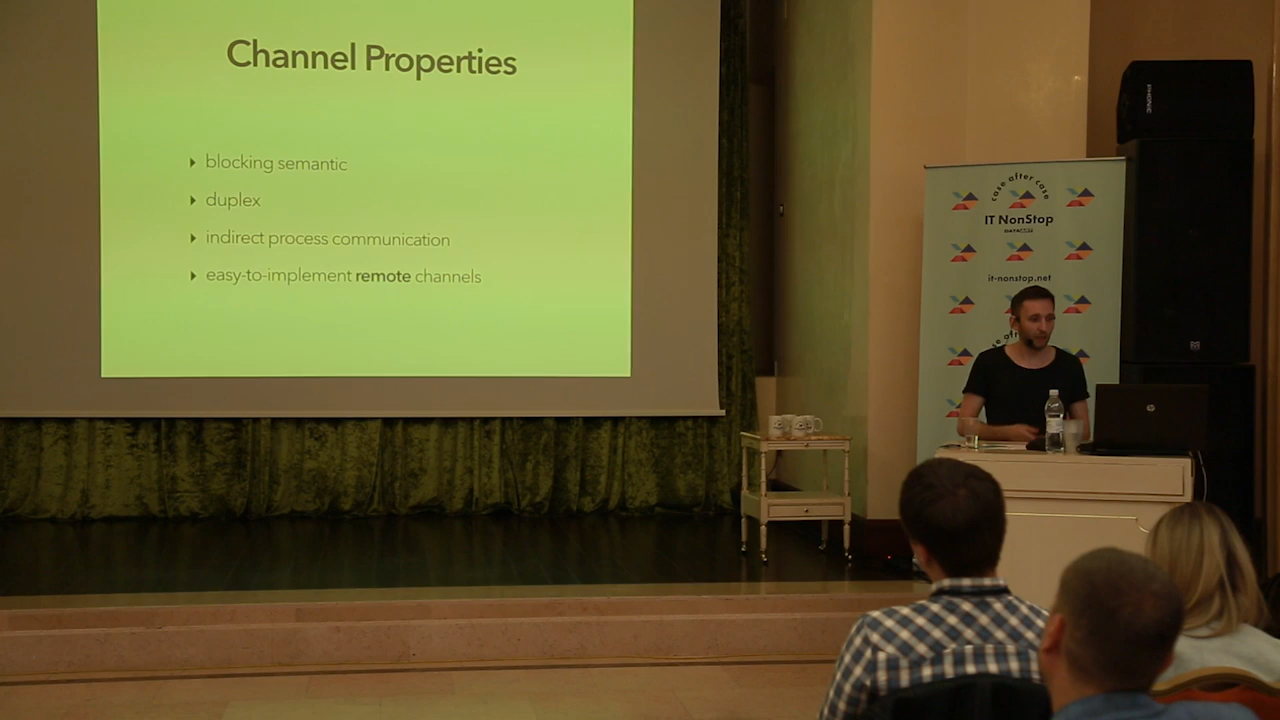 Channel Properties
blocking semantic
duplex
indirect process communication
easy-to-implement remote channels
case after case
IT NonStop
DATAART
it-nonstop.net